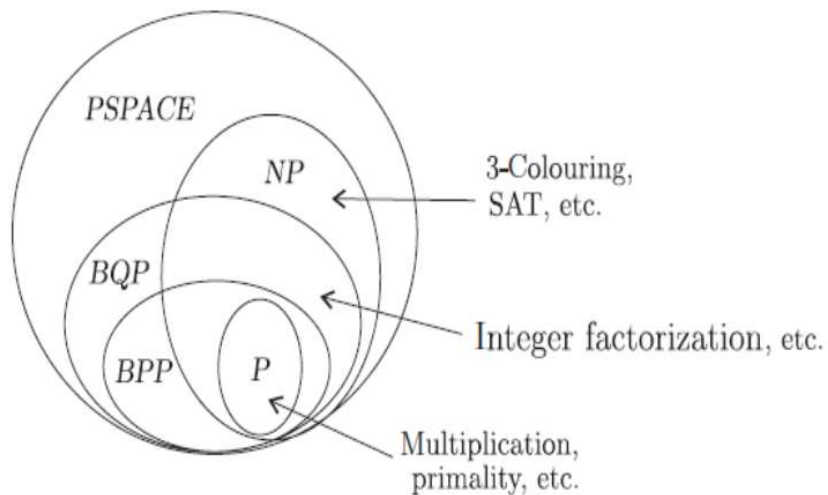 PSPACE
NP
3-Colouring,
SAT, etc.
BQP
Integer factorization, etc.
BPP
P
Multiplication,
primality, etc.